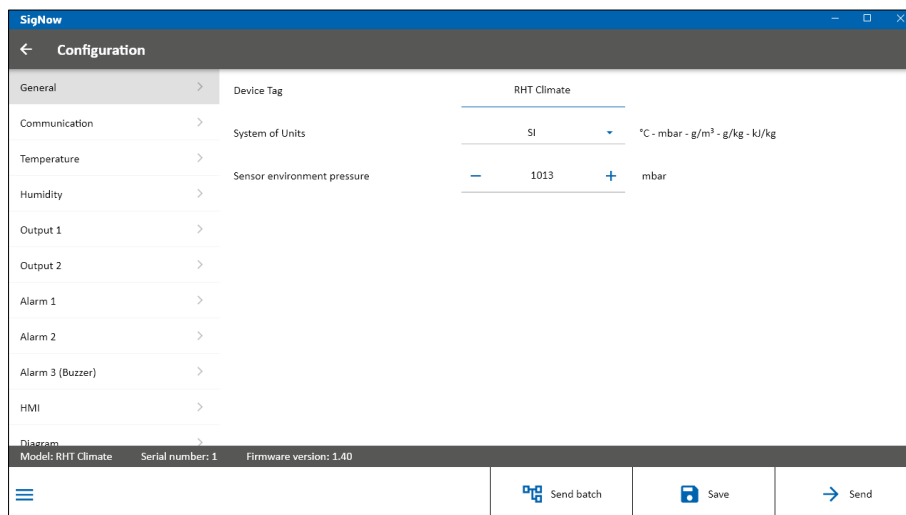 SigNow
Configuration
General
Communication
Temperature
Humidity
Output 1
Output 2
Alarm 1
Alarm 2
Alarm 3 (Buzzer)
HMI
Diagram
Device Tag RHT Climate
System of Units SI °C - mbar - g/m³ - g/kg - kJ/kg
Sensor environment pressure 1013 mbar
Model: RHT Climate Serial number: 1 Firmware version: 1.40
Send batch Save Send